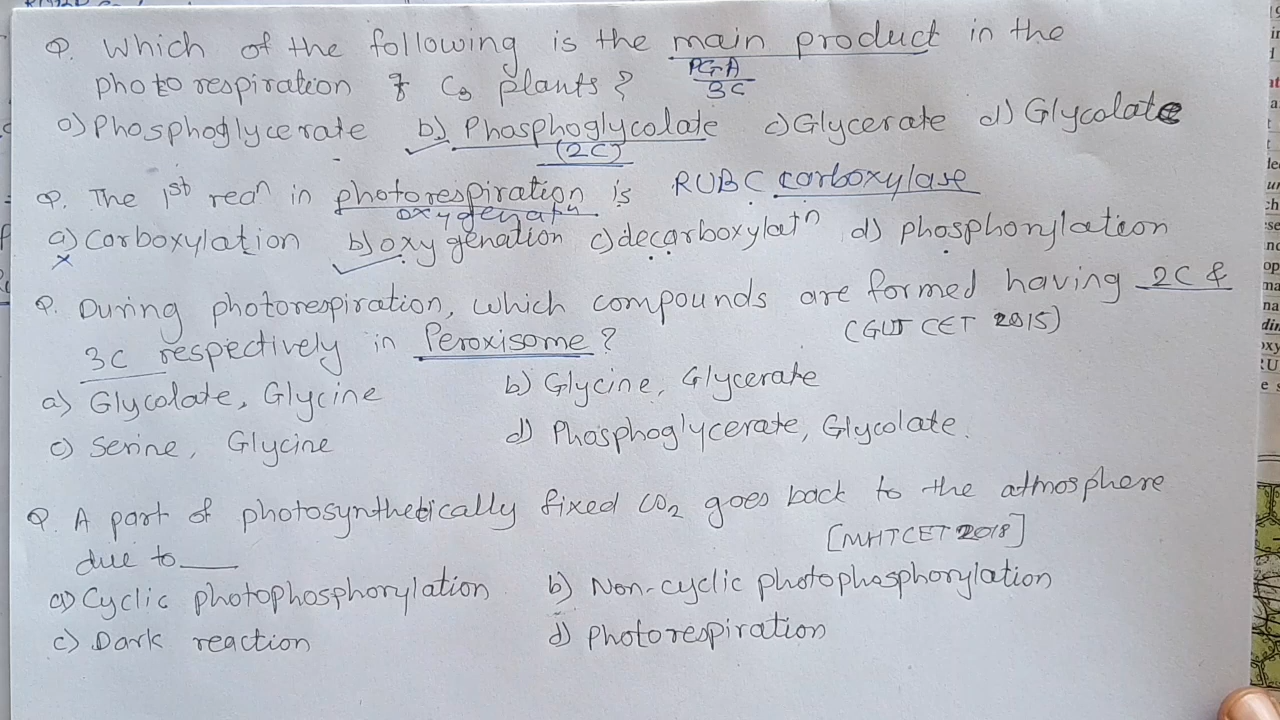 Q. Which of the following is the main product in the
photorespiration of C3 plants?
PGA
3C
a) Phosphoglycerate b) Phosphoglycolate c) Glycerate d) Glycolate
(2C)
Q. The 1st reaⁿ in photorespiration is RUBC carboxylase
oxygenatⁿ
a) Carboxylation b) oxygenation c) decarboxylatⁿ d) phosphorylation
x
Q. During photorespiration, which compounds are formed having 2C &
3C respectively in Peroxisome? (GUJ CET 2015)
a) Glycolate, Glycine b) Glycine, Glycerate
c) Serine, Glycine d) Phosphoglycerate, Glycolate.
Q. A part of photosynthetically fixed CO2 goes back to the atmosphere
due to___ [MHTCET 2018]
a) Cyclic photophosphorylation b) Non-cyclic photophosphorylation
c) Dark reaction d) photorespiration